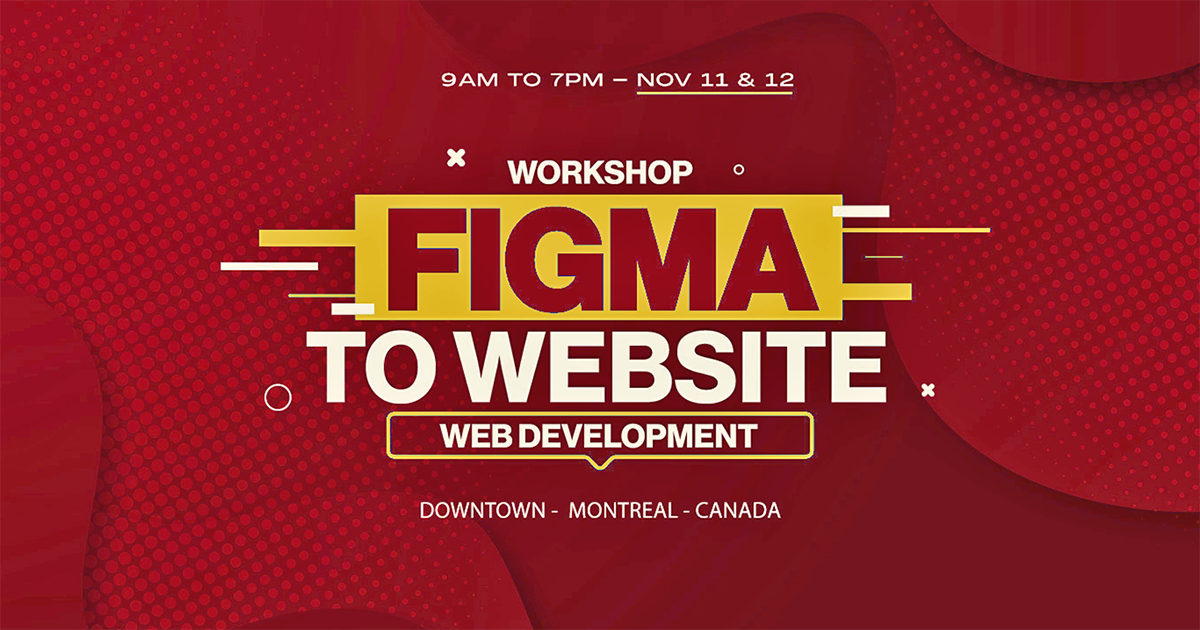 9AM TO 7PM – NOV 11 & 12
WORKSHOP
FIGMA
TO WEBSITE
WEB DEVELOPMENT
DOWNTOWN - MONTREAL - CANADA